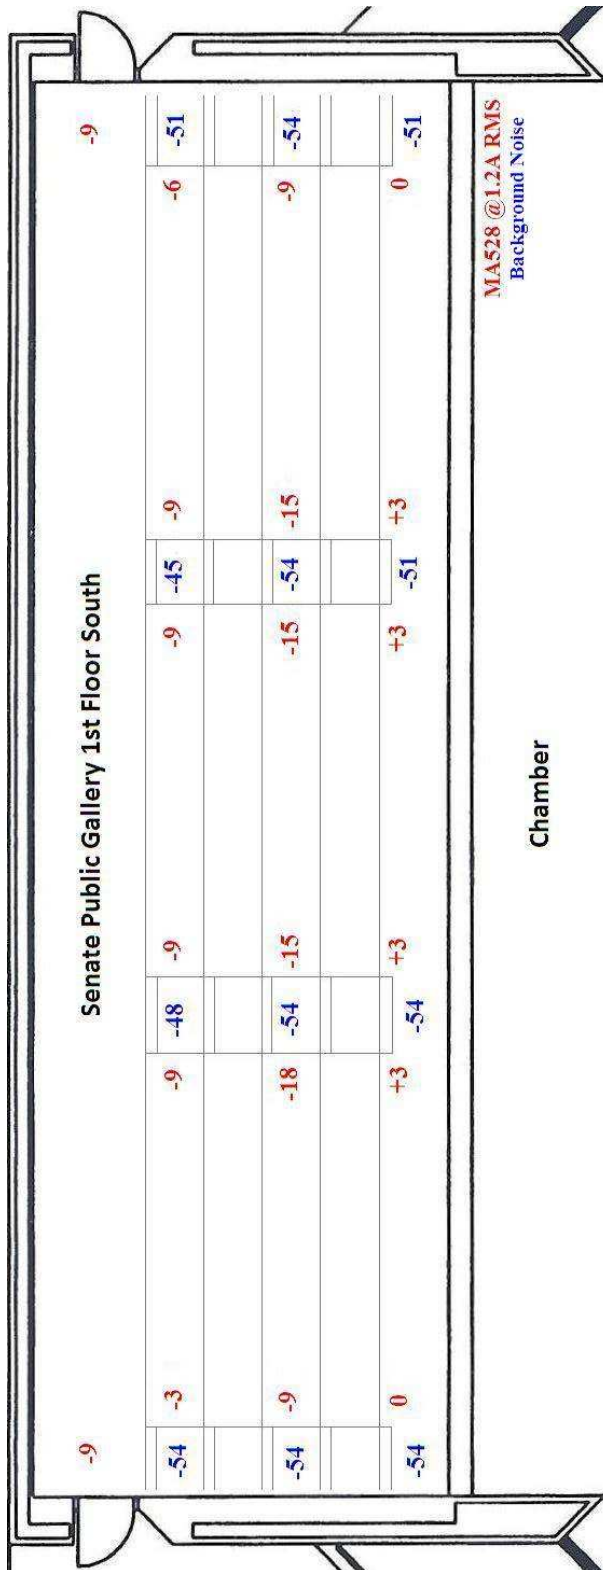 -9 Senate Public Gallery 1st Floor South -9
-54 -3 -9 -48 -9 -9 -45 -9 -6 -51
-54 -9 -18 -54 -15 -15 -54 -15 -9 -54
-54 0 +3 -54 +3 +3 -51 +3 0 -51
MA528 @1.2A RMS
Background Noise
Chamber